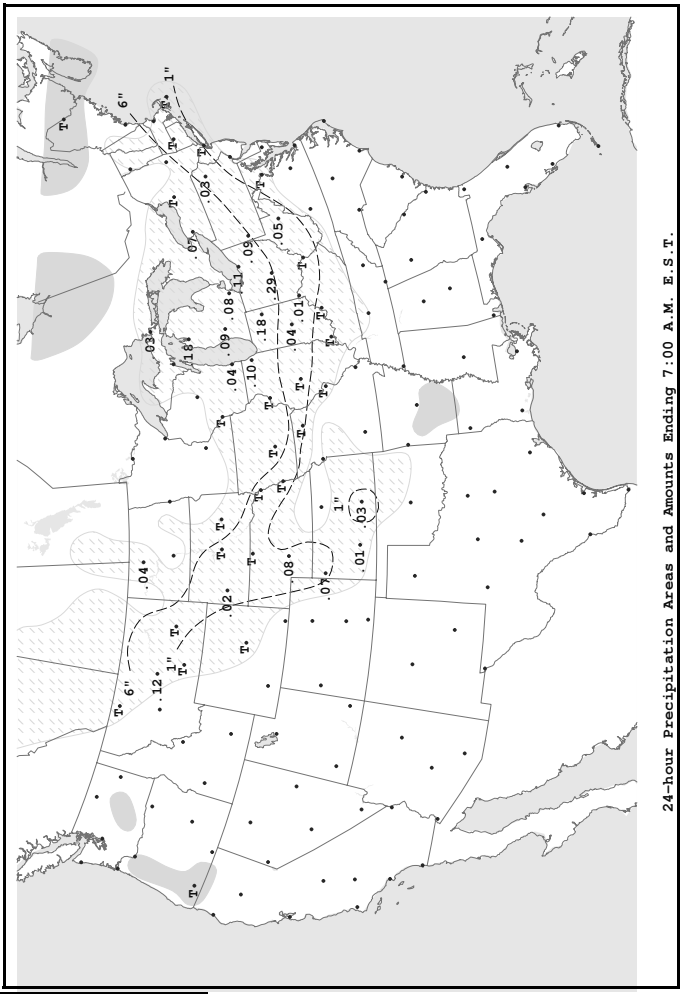 T
T
6"
6"
.04
.03
.12
T
1"
1"
T
T
T
T
.18
.07
T
T
.03
T
T
T
.09
.02
.08
.04
.11
T
.09
.10
T
T
T
.18
T
.29
T
.05
T
.08
.04
.01
T
T
T
T
T
.07
T
1"
.01
.03
24-hour Precipitation Areas and Amounts Ending 7:00 A.M. E.S.T.